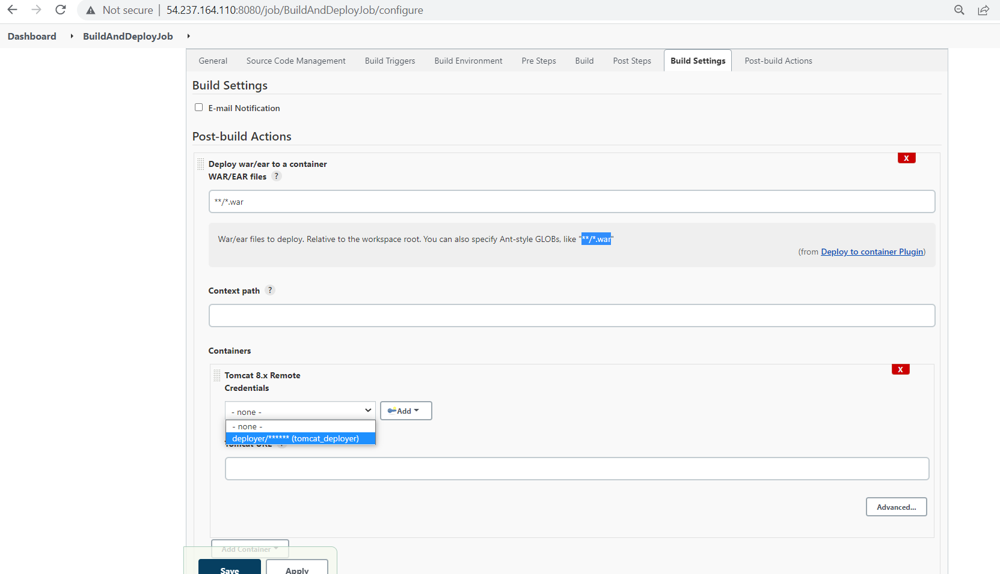 Not secure | 54.237.164.110:8080/job/BuildAndDeployJob/configure
Dashboard BuildAndDeployJob
General Source Code Management Build Triggers Build Environment Pre Steps Build Post Steps Build Settings Post-build Actions
Build Settings
E-mail Notification
Post-build Actions
X
Deploy war/ear to a container
WAR/EAR files ?
**/*.war
War/ear files to deploy. Relative to the workspace root. You can also specify Ant-style GLOBs, like "**/*.war"
(from Deploy to container Plugin)
Context path ?
Containers
X
Tomcat 8.x Remote
Credentials
- none - Add
- none -
deployer/****** (tomcat_deployer)
Tomcat URL ?
Advanced...
Add Container
Save Apply